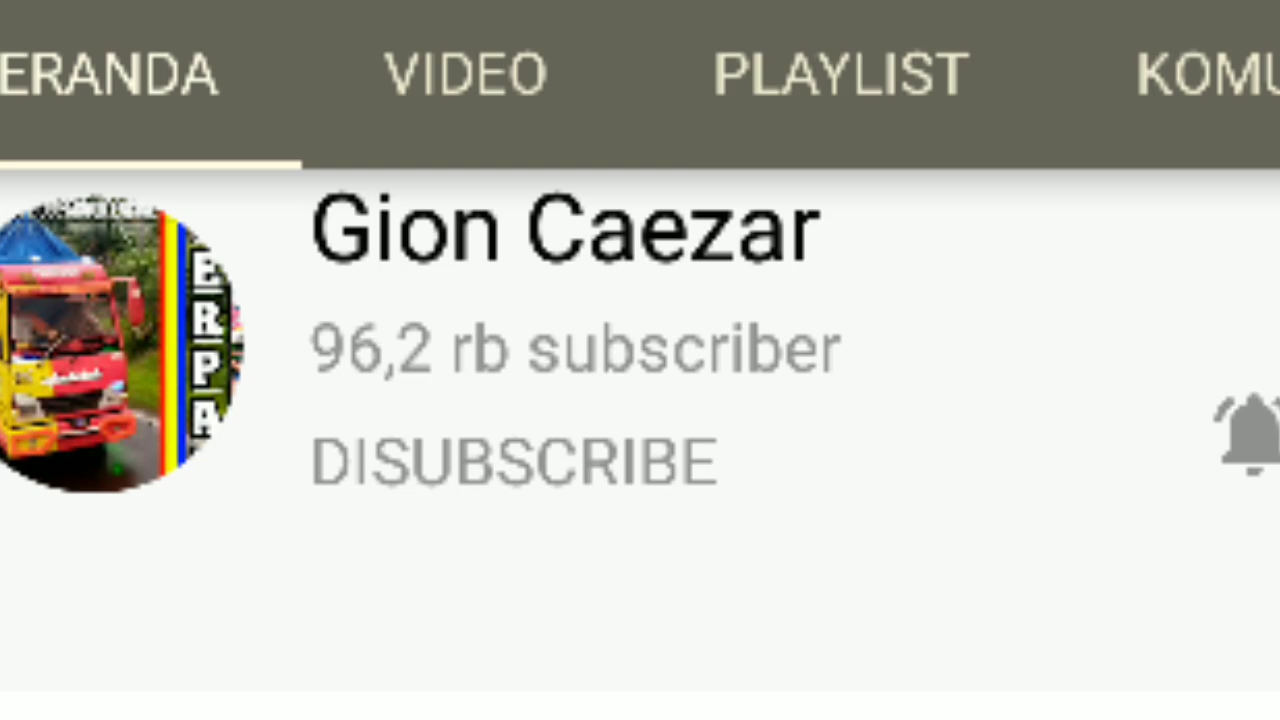 ERANDA VIDEO PLAYLIST KOMU
Gion Caezar
96,2 rb subscriber
DISUBSCRIBE
E
R
P
A